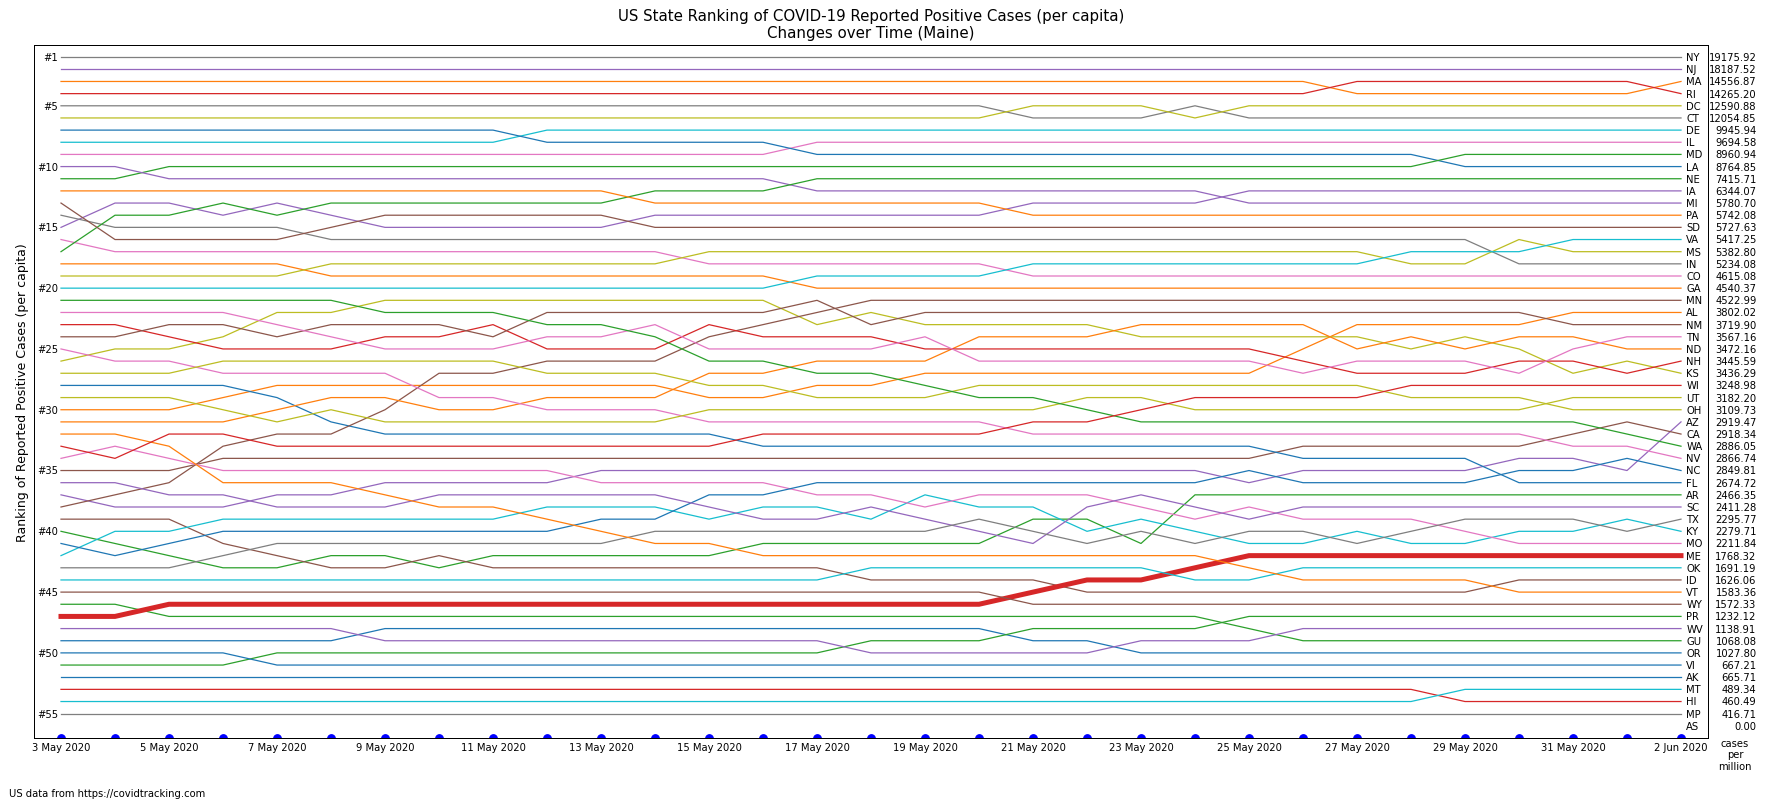 US State Ranking of COVID-19 Reported Positive Cases (per capita)
Changes over Time (Maine)
Ranking of Reported Positive Cases (per capita)
#1
#5
#10
#15
#20
#25
#30
#35
#40
#45
#50
#55
NY 19175.92
NJ 18187.52
MA 14556.87
RI 14265.20
DC 12590.88
CT 12054.85
DE 9945.94
IL 9694.58
MD 8960.94
LA 8764.85
NE 7415.71
IA 6344.07
MI 5780.70
PA 5742.08
SD 5727.63
VA 5417.25
MS 5382.80
IN 5234.08
CO 4615.08
GA 4540.37
MN 4522.99
AL 3802.02
NM 3719.90
TN 3567.16
ND 3472.16
NH 3445.59
KS 3436.29
WI 3248.98
UT 3182.20
OH 3109.73
AZ 2919.47
CA 2918.34
WA 2886.05
NV 2866.74
NC 2849.81
FL 2674.72
AR 2466.35
SC 2411.28
TX 2295.77
KY 2279.71
MO 2211.84
ME 1768.32
OK 1691.19
ID 1626.06
VT 1583.36
WY 1572.33
PR 1232.12
WV 1138.91
GU 1068.08
OR 1027.80
VI 667.21
AK 665.71
MT 489.34
HI 460.49
MP 416.71
AS 0.00
3 May 2020 5 May 2020 7 May 2020 9 May 2020 11 May 2020 13 May 2020 15 May 2020 17 May 2020 19 May 2020 21 May 2020 23 May 2020 25 May 2020 27 May 2020 29 May 2020 31 May 2020 2 Jun 2020
cases
per
million
US data from https://covidtracking.com